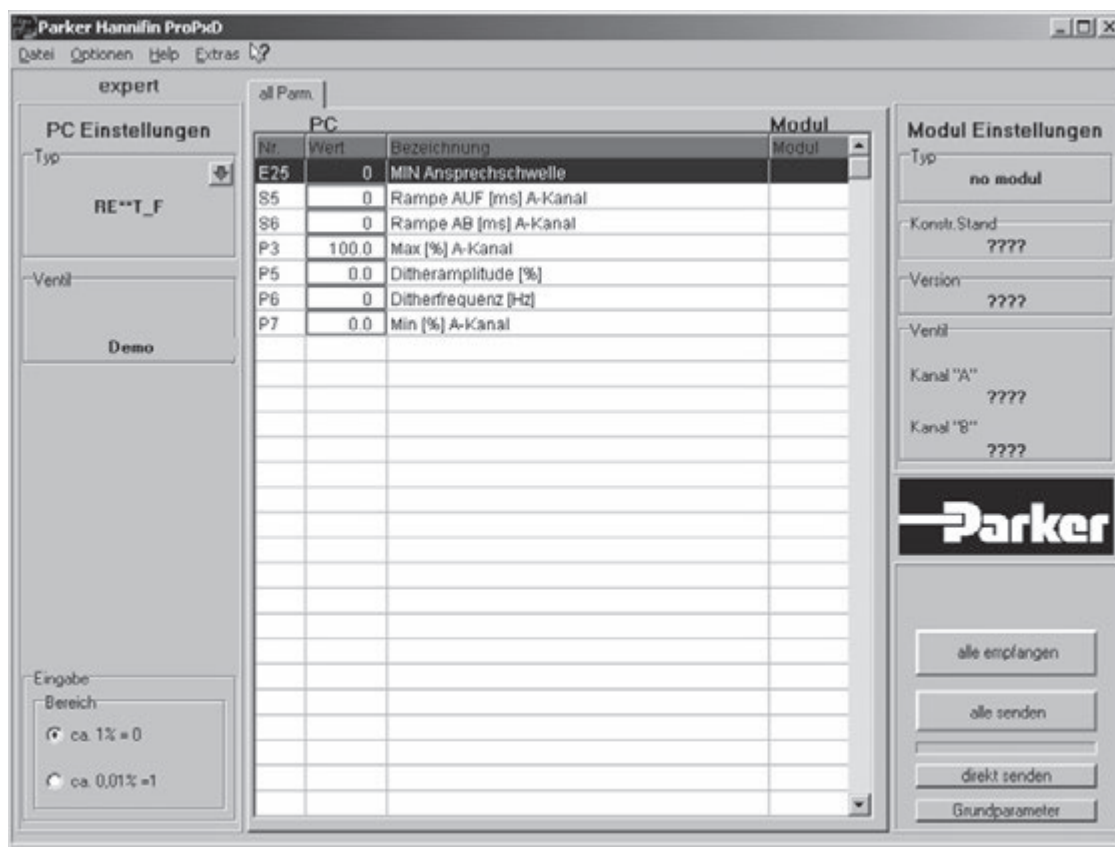 Parker Hannifin ProPxD
Datei Optionen Help Extras
expert
PC Einstellungen
Typ
RE**T_F
Ventil
Demo
Eingabe
Bereich
ca. 1% = 0
ca. 0,01% =1
all Parm.
PC Modul
Nr. Wert Bezeichnung Modul
E25 0 MIN Ansprechschwelle
S5 0 Rampe AUF [ms] A-Kanal
S6 0 Rampe AB [ms] A-Kanal
P3 100.0 Max [%] A-Kanal
P5 0.0 Ditheramplitude [%]
P6 0 Ditherfrequenz [Hz]
P7 0.0 Min [%] A-Kanal
Modul Einstellungen
Typ
no modul
Konstr.Stand
????
Version
????
Ventil
Kanal "A"
????
Kanal "B"
????
Parker
alle empfangen
alle senden
direkt senden
Grundparameter